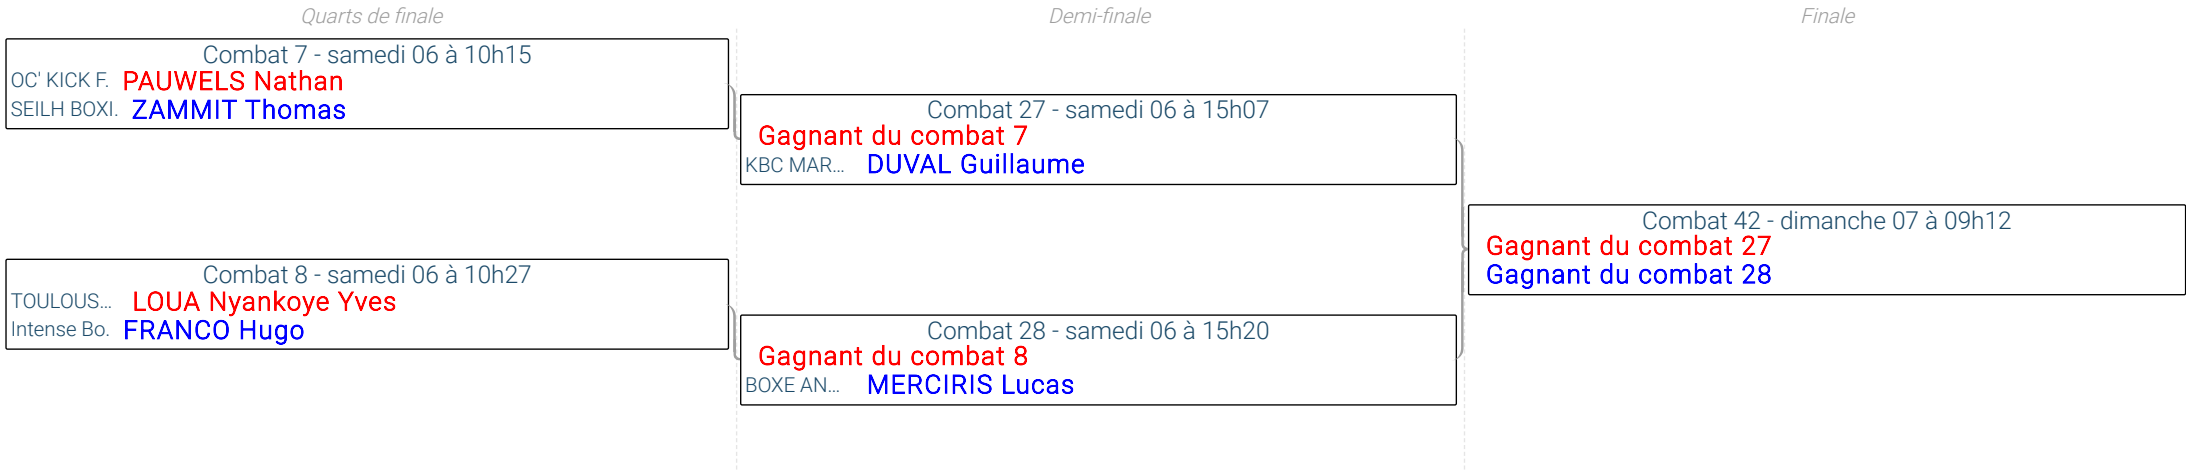 Quarts de finale
Demi-finale
Finale
Combat 7 - samedi 06 à 10h15
OC' KICK F. PAUWELS Nathan
SEILH BOXI. ZAMMIT Thomas
Combat 27 - samedi 06 à 15h07
Gagnant du combat 7
KBC MAR... DUVAL Guillaume
Combat 42 - dimanche 07 à 09h12
Gagnant du combat 27
Gagnant du combat 28
Combat 8 - samedi 06 à 10h27
TOULOUS... LOUA Nyankoye Yves
Intense Bo. FRANCO Hugo
Combat 28 - samedi 06 à 15h20
Gagnant du combat 8
BOXE AN... MERCIRIS Lucas